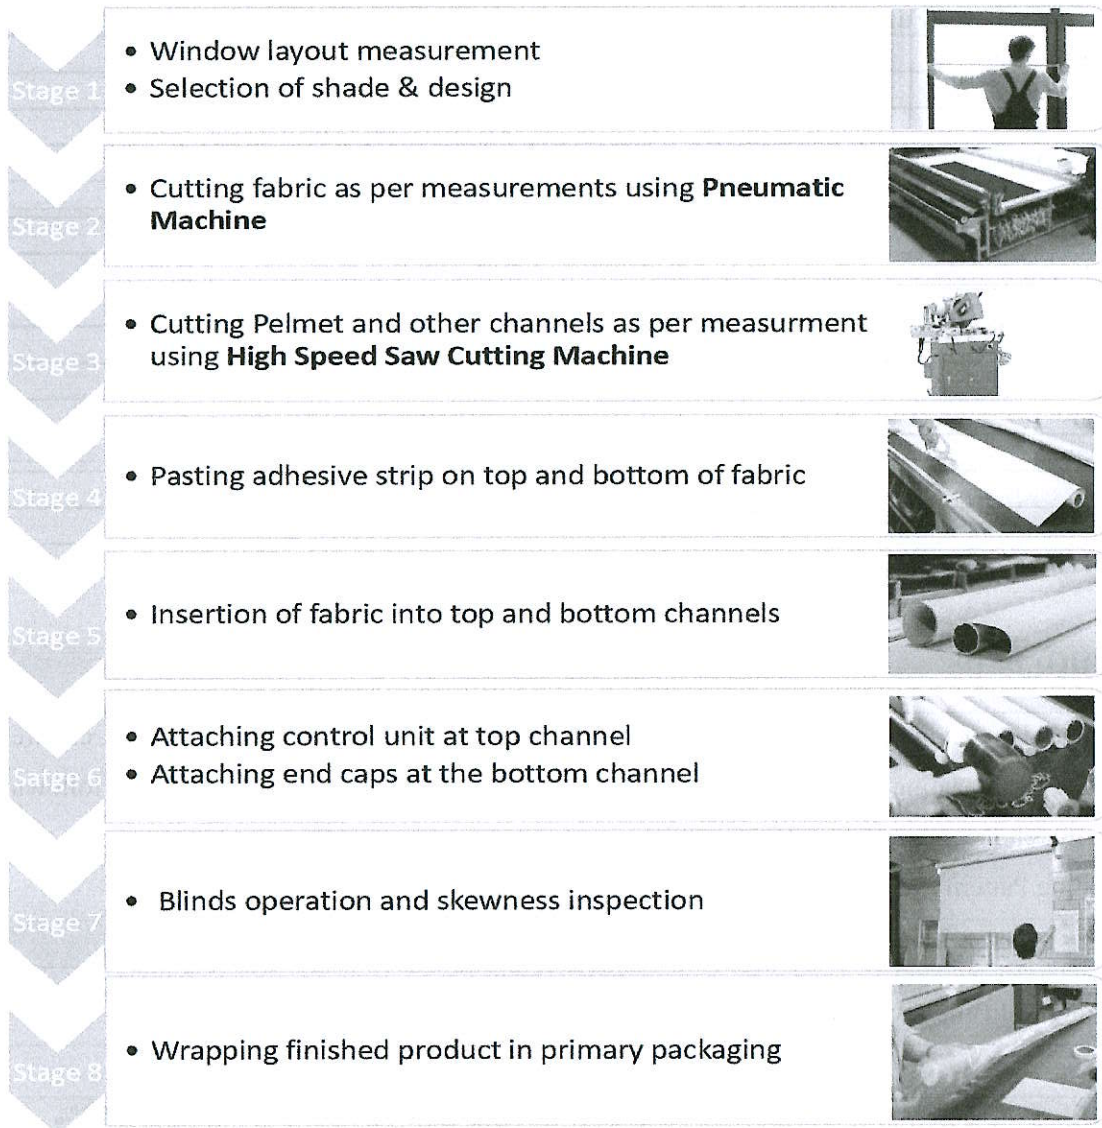 Stage 1
• Window layout measurement
• Selection of shade & design
Stage 2
• Cutting fabric as per measurements using Pneumatic
Machine
Stage 3
• Cutting Pelmet and other channels as per measurment
using High Speed Saw Cutting Machine
Stage 4
• Pasting adhesive strip on top and bottom of fabric
Stage 5
• Insertion of fabric into top and bottom channels
Satge 6
• Attaching control unit at top channel
• Attaching end caps at the bottom channel
Stage 7
• Blinds operation and skewness inspection
Stage 8
• Wrapping finished product in primary packaging